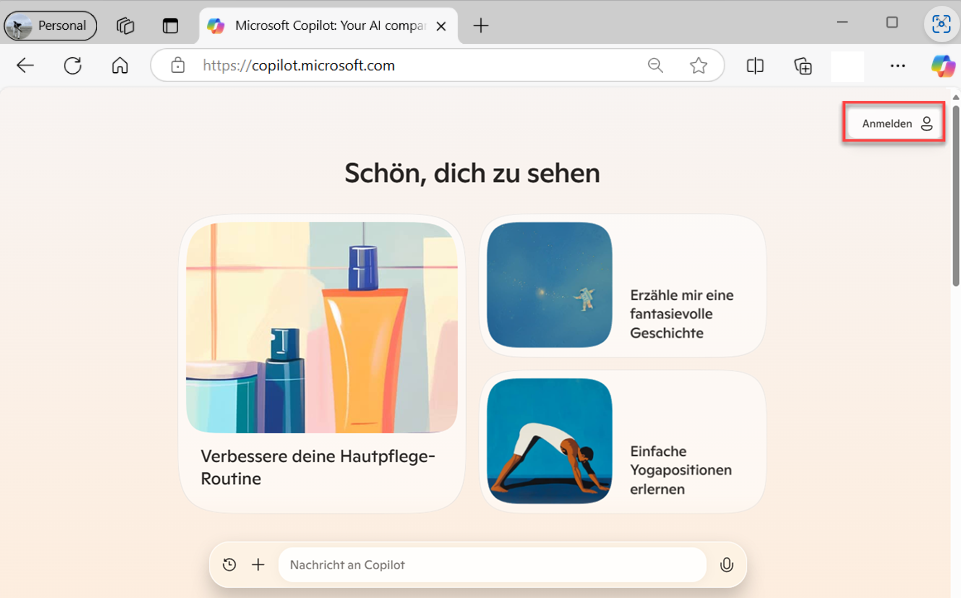 Personal
Microsoft Copilot: Your AI compa
https://copilot.microsoft.com
Anmelden
Schön, dich zu sehen
Verbessere deine Hautpflege-
Routine
Erzähle mir eine
fantasievolle
Geschichte
Einfache
Yogapositionen
erlernen
Nachricht an Copilot